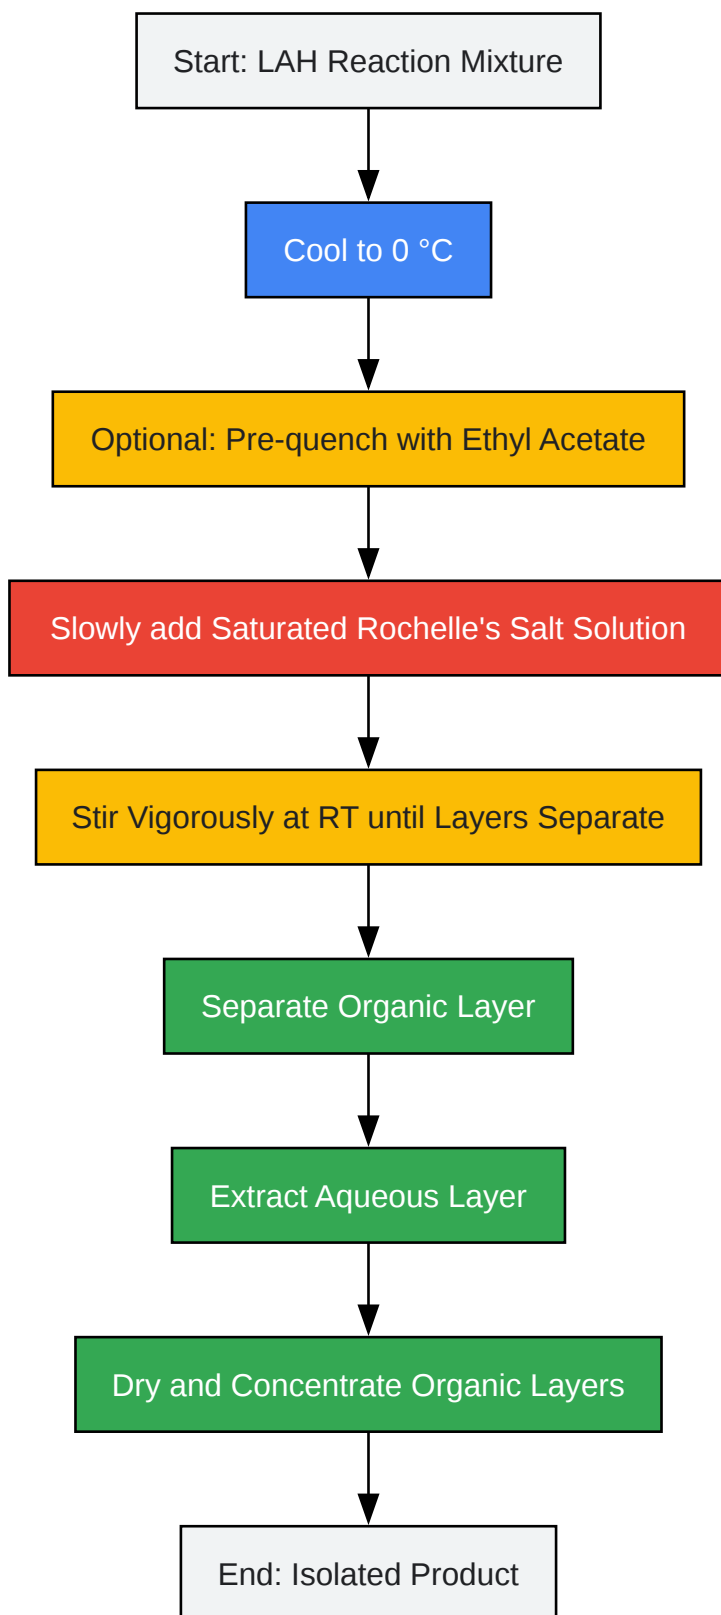 Start: LAH Reaction Mixture
Cool to 0 °C
Optional: Pre-quench with Ethyl Acetate
Slowly add Saturated Rochelle's Salt Solution
Stir Vigorously at RT until Layers Separate
Separate Organic Layer
Extract Aqueous Layer
Dry and Concentrate Organic Layers
End: Isolated Product